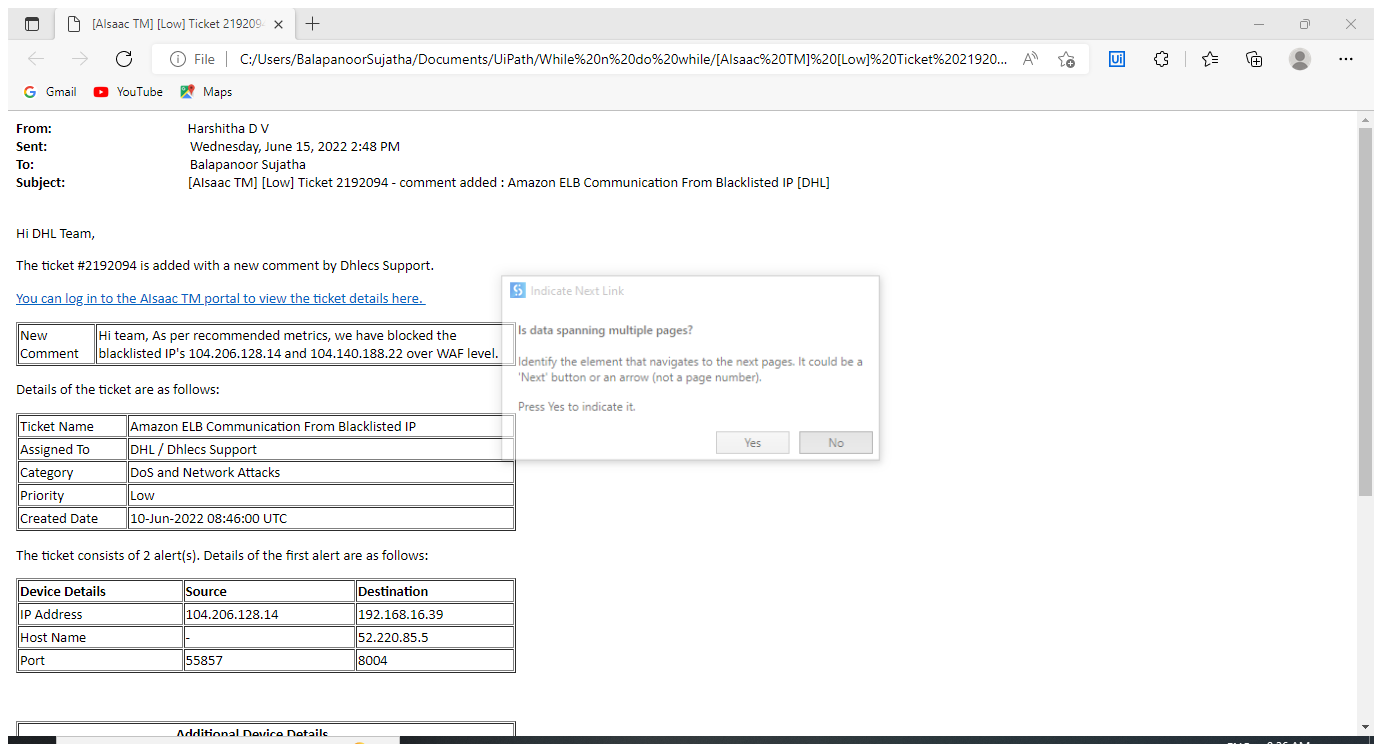 [AIsaac TM] [Low] Ticket 219209
File
C:/Users/BalapanoorSujatha/Documents/UiPath/While%20n%20do%20while/[AIsaac%20TM]%20[Low]%20Ticket%2021920...
Gmail YouTube Maps
From: Harshitha D V
Sent: Wednesday, June 15, 2022 2:48 PM
To: Balapanoor Sujatha
Subject: [AIsaac TM] [Low] Ticket 2192094 - comment added : Amazon ELB Communication From Blacklisted IP [DHL]
Hi DHL Team,
The ticket #2192094 is added with a new comment by Dhlecs Support.
You can log in to the AIsaac TM portal to view the ticket details here.
New Comment
Hi team, As per recommended metrics, we have blocked the
blacklisted IP's 104.206.128.14 and 104.140.188.22 over WAF level.
Details of the ticket are as follows:
Ticket Name Amazon ELB Communication From Blacklisted IP
Assigned To DHL / Dhlecs Support
Category DoS and Network Attacks
Priority Low
Created Date 10-Jun-2022 08:46:00 UTC
The ticket consists of 2 alert(s). Details of the first alert are as follows:
Device Details Source Destination
IP Address 104.206.128.14 192.168.16.39
Host Name - 52.220.85.5
Port 55857 8004
Additional Device Details
Indicate Next Link
Is data spanning multiple pages?
Identify the element that navigates to the next pages. It could be a
'Next' button or an arrow (not a page number).
Press Yes to indicate it.
Yes No